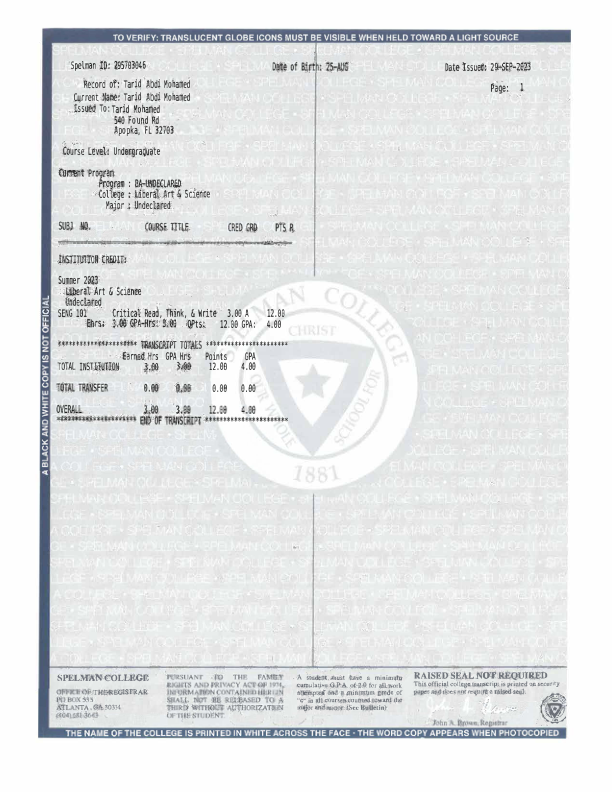 TO VERIFY: TRANSLUCENT GLOBE ICONS MUST BE VISIBLE WHEN HELD TOWARD A LIGHT SOURCE
Spelman ID: 295703046 Date of Birth: 25-AUG Date Issued: 29-SEP-2023
Record of: Tarid Abdi Mohamed Page: 1
Current Name: Tarid Abdi Mohamed
Issued To: Tarid Mohamed
540 Found Rd
Apopka, FL 32703
Course Level: Undergraduate
Current Program
Program : BA-UNDECLARED
College : Liberal Art & Science
Major : Undeclared
SUBJ NO. COURSE TITLE CRED GRD PTS R
INSTITUTION CREDIT:
Summer 2023
Liberal Art & Science
Undeclared
SENG 101 Critical Read, Think, & Write 3.00 A 12.00
Ehrs: 3.00 GPA-Hrs: 3.00 QPts: 12.00 GPA: 4.00
********************* TRANSCRIPT TOTALS **********************
Earned Hrs GPA Hrs Points GPA
TOTAL INSTITUTION 3.00 3.00 12.00 4.00
TOTAL TRANSFER 0.00 0.00 0.00 0.00
OVERALL 3.00 3.00 12.00 4.00
********************* END OF TRANSCRIPT **********************
A BLACK AND WHITE COPY IS NOT OFFICIAL
SPELMAN COLLEGE
CHRIST
OUR WHOLE SCHOOL FOR
1881
SPELMAN COLLEGE
OFFICE OF THE REGISTRAR
PO BOX 333
ATLANTA, GA 30314
PURSUANT TO THE FAMILY
RIGHTS AND PRIVACY ACT OF 1974,
INFORMATION CONTAINED HEREIN
SHALL NOT BE RELEASED TO A
THIRD WITHOUT AUTHORIZATION
OF THE STUDENT
A student must have a minimum
cumulative G.P.A. of 2.0 for all work
attempted and a minimum grade of
"c" in all courses counted toward the
major and minor. (See Bulletin)
RAISED SEAL NOT REQUIRED
This official college transcript is printed on security
paper and does not require a raised seal.
John A. Brown, Registrar
THE NAME OF THE COLLEGE IS PRINTED IN WHITE ACROSS THE FACE - THE WORD COPY APPEARS WHEN PHOTOCOPIED